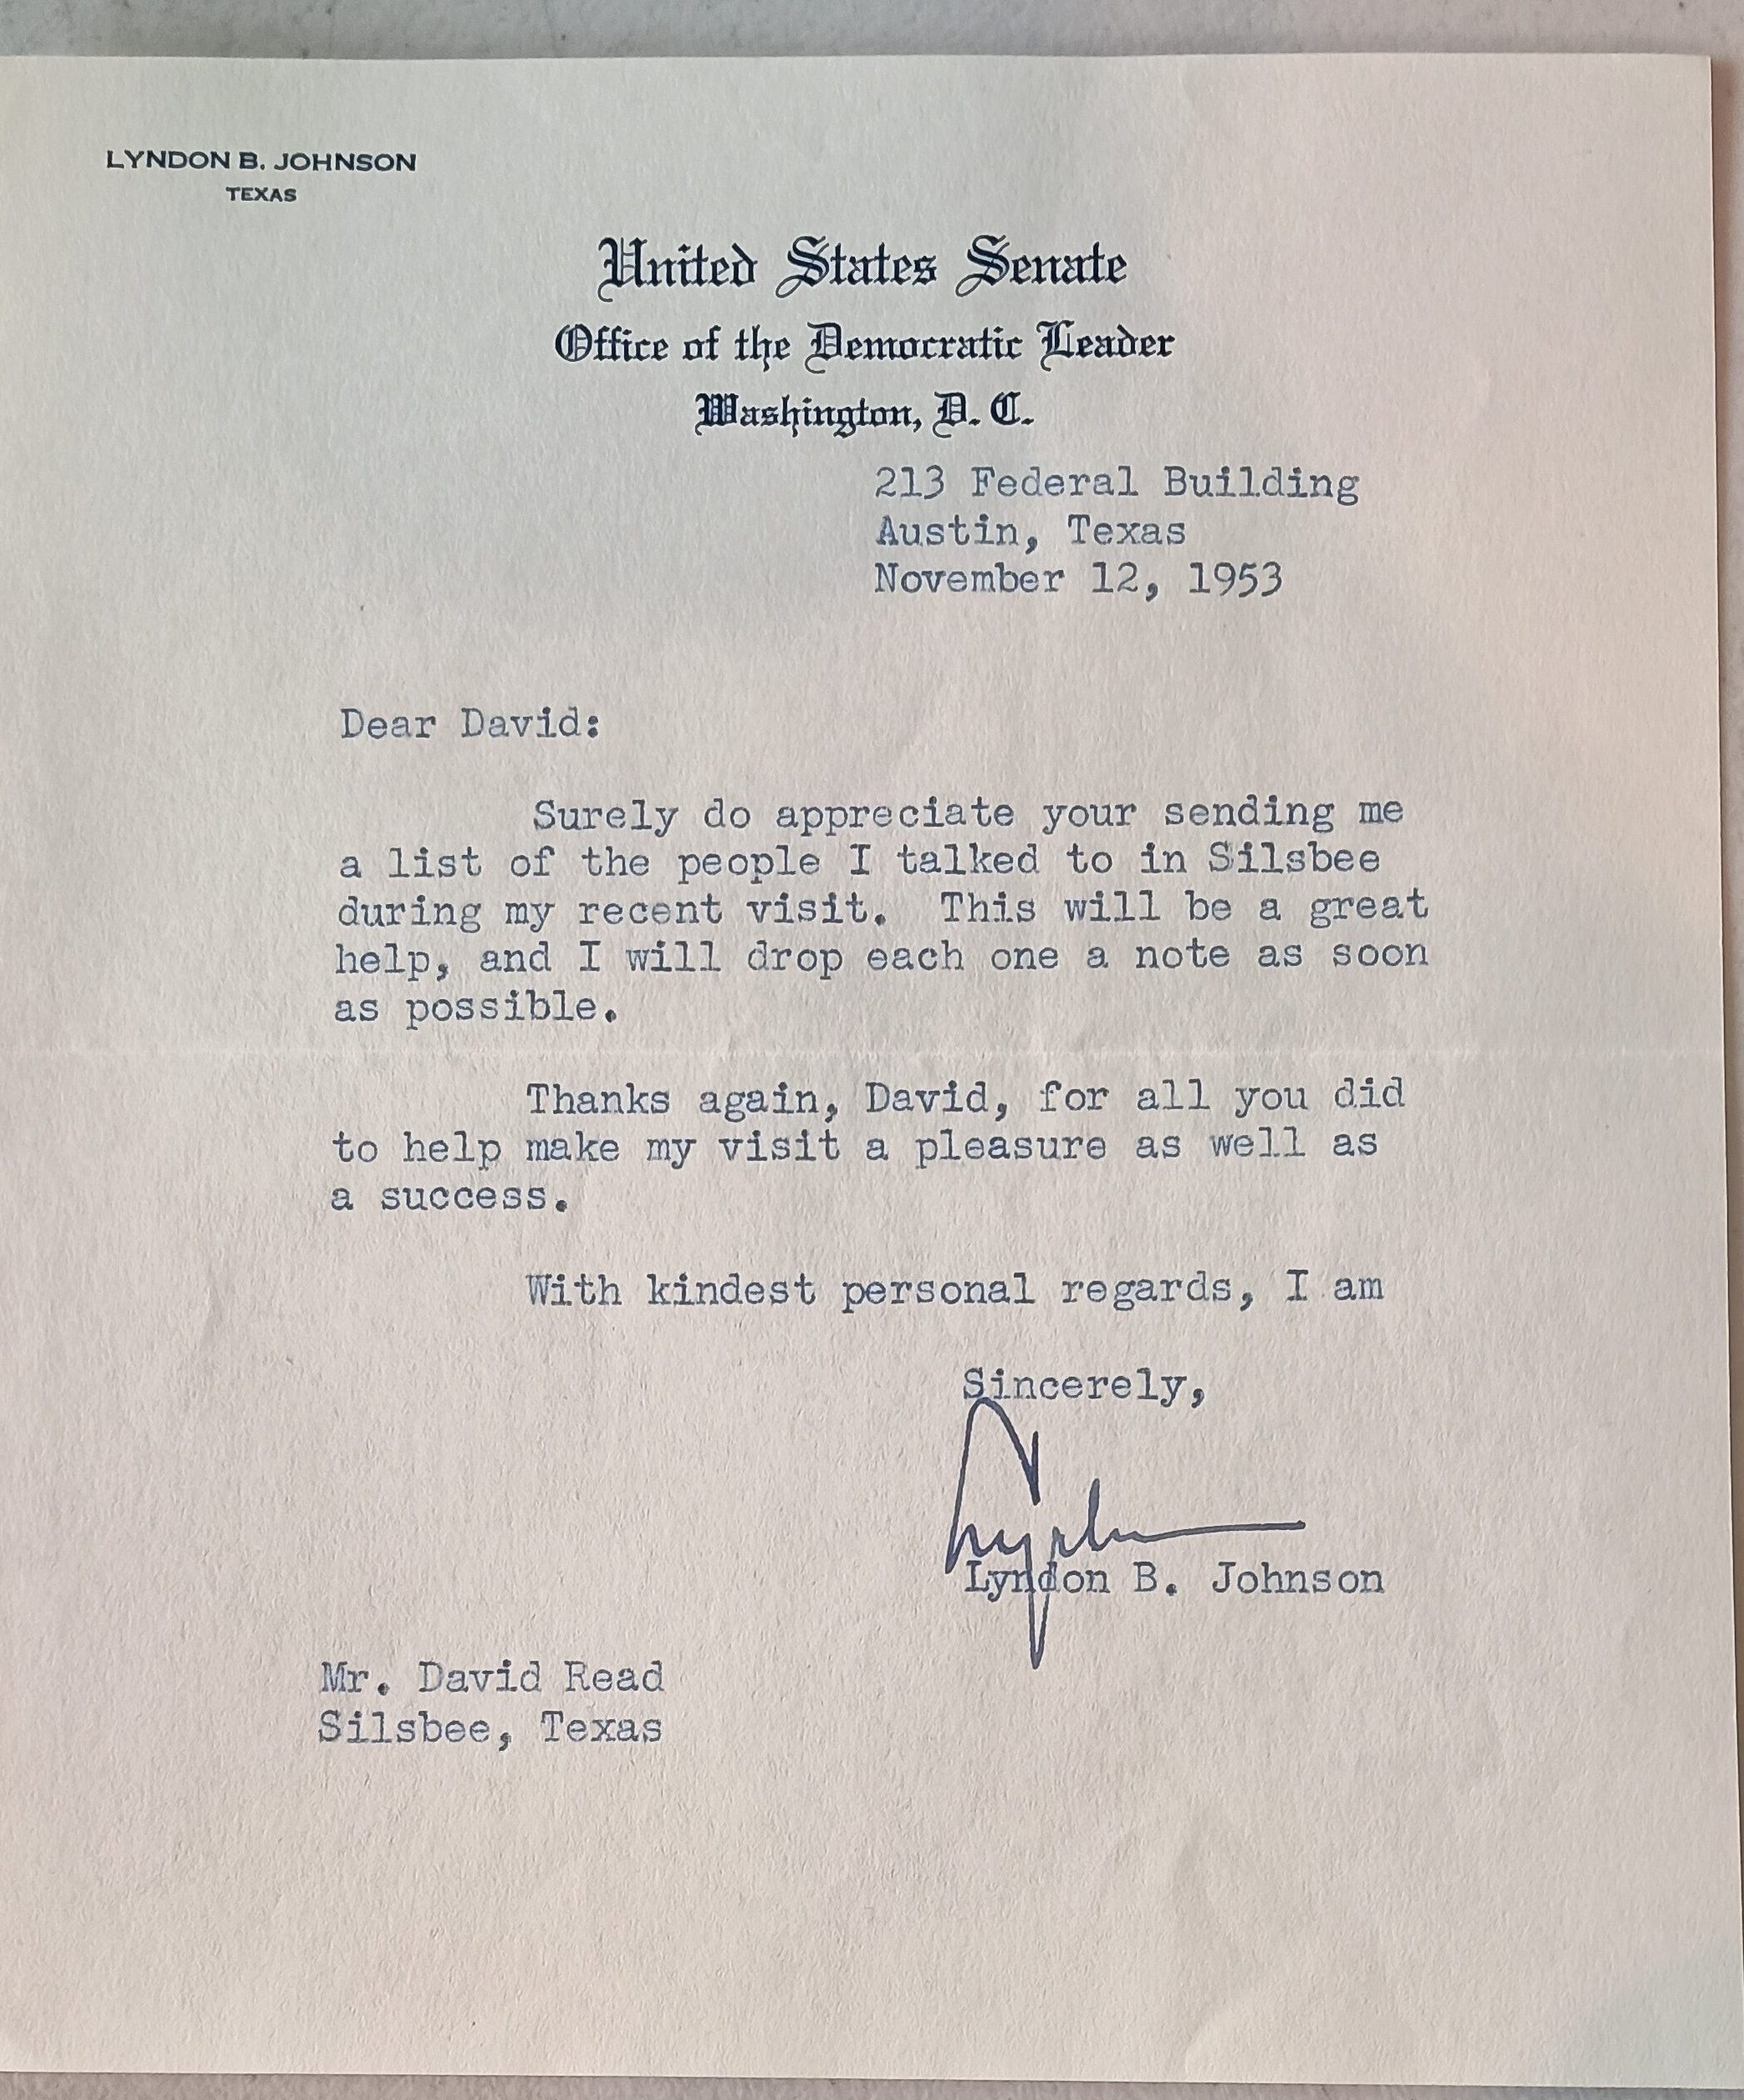 LYNDON B. JOHNSON
TEXAS
United States Senate
Office of the Democratic Leader
Washington, D. C.
213 Federal Building
Austin, Texas
November 12, 1953
Dear David:
Surely do appreciate your sending me
a list of the people I talked to in Silsbee
during my recent visit. This will be a great
help, and I will drop each one a note as soon
as possible.
Thanks again, David, for all you did
to help make my visit a pleasure as well as
a success.
With kindest personal regards, I am
Sincerely,
Lyndon
Lyndon B. Johnson
Mr. David Read
Silsbee, Texas